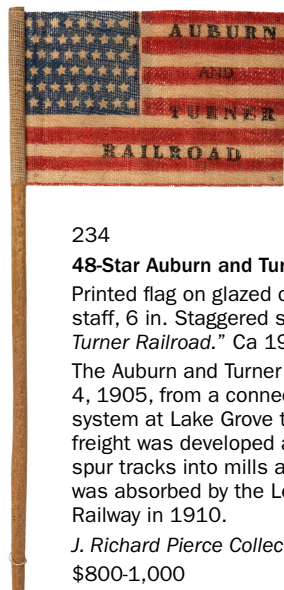 AUBURN
AND
TURNER
RAILROAD
234
48-Star Auburn and Tur
Printed flag on glazed
staff, 6 in. Staggered s
Turner Railroad." Ca 19
The Auburn and Turner
4, 1905, from a connec
system at Lake Grove t
freight was developed a
spur tracks into mills a
was absorbed by the Le
Railway in 1910.
J. Richard Pierce Collec
$800-1,000